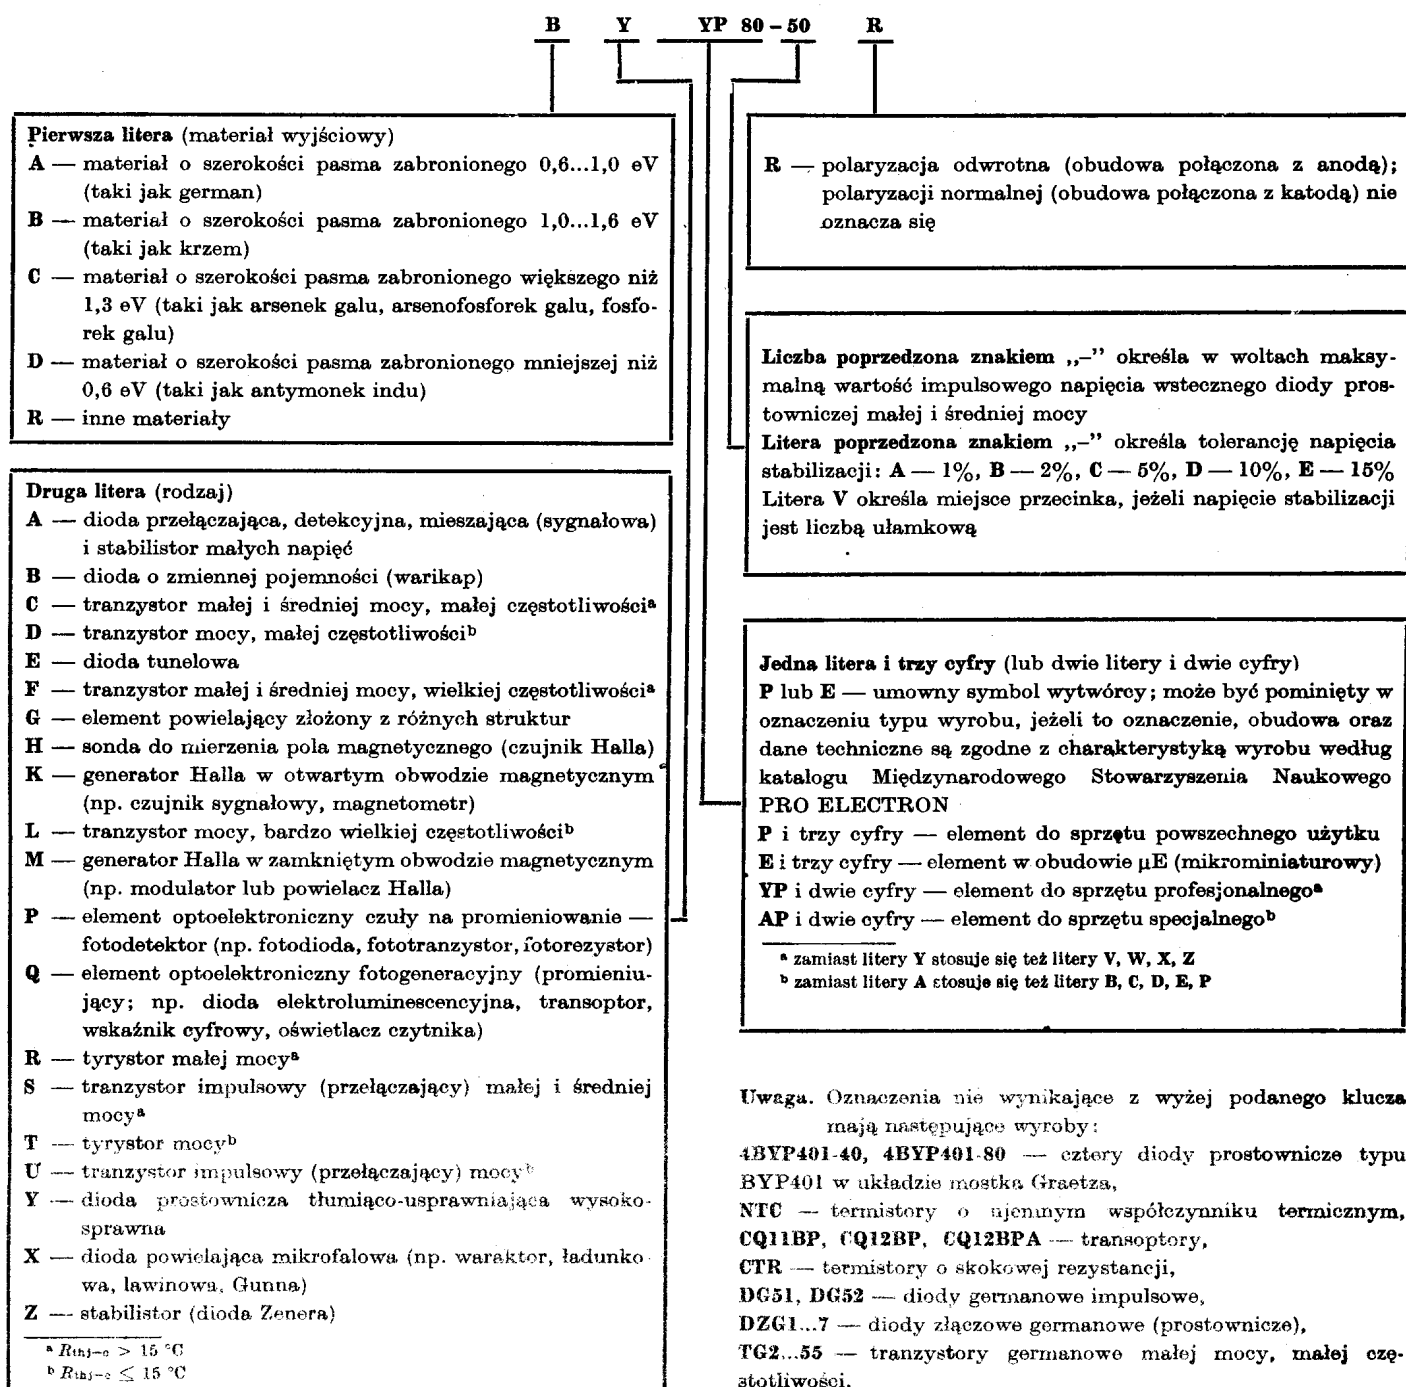 B Y YP 80 – 50 R
Pierwsza litera (materiał wyjściowy)
A — materiał o szerokości pasma zabronionego 0,6...1,0 eV
(taki jak german)
B — materiał o szerokości pasma zabronionego 1,0...1,6 eV
(taki jak krzem)
C — materiał o szerokości pasma zabronionego większego niż
1,3 eV (taki jak arsenek galu, arsenofosforek galu, fosfo-
rek galu)
D — materiał o szerokości pasma zabronionego mniejszej niż
0,6 eV (taki jak antymonek indu)
R — inne materiały
Druga litera (rodzaj)
A — dioda przełączająca, detekcyjna, mieszająca (sygnałowa)
i stabilistor małych napięć
B — dioda o zmiennej pojemności (warikap)
C — tranzystor małej i średniej mocy, małej częstotliwościᵃ
D — tranzystor mocy, małej częstotliwościᵇ
E — dioda tunelowa
F — tranzystor małej i średniej mocy, wielkiej częstotliwościᵃ
G — element powielający złożony z różnych struktur
H — sonda do mierzenia pola magnetycznego (czujnik Halla)
K — generator Halla w otwartym obwodzie magnetycznym
(np. czujnik sygnałowy, magnetometr)
L — tranzystor mocy, bardzo wielkiej częstotliwościᵇ
M — generator Halla w zamkniętym obwodzie magnetycznym
(np. modulator lub powielacz Halla)
P — element optoelektroniczny czuły na promieniowanie —
fotodetektor (np. fotodioda, fototranzystor, fotorezystor)
Q — element optoelektroniczny fotogeneracyjny (promieniu-
jący; np. dioda elektroluminescencyjna, transoptor,
wskaźnik cyfrowy, oświetlacz czytnika)
R — tyrystor małej mocyᵃ
S — tranzystor impulsowy (przełączający) małej i średniej
mocyᵃ
T — tyrystor mocyᵇ
U — tranzystor impulsowy (przełączający) mocyᵇ
Y — dioda prostownicza tłumiąco-usprawniająca wysoko-
sprawna
X — dioda powielająca mikrofalowa (np. waraktor, ładunko-
wa, lawinowa, Gunna)
Z — stabilistor (dioda Zenera)
ᵃ Rthj-c > 15 °C
ᵇ Rthj-c ≤ 15 °C
R — polaryzacja odwrotna (obudowa połączona z anodą);
polaryzacji normalnej (obudowa połączona z katodą) nie
oznacza się
Liczba poprzedzona znakiem „–” określa w woltach maksy-
malną wartość impulsowego napięcia wstecznego diody pros-
towniczej małej i średniej mocy
Litera poprzedzona znakiem „–” określa tolerancję napięcia
stabilizacji: A — 1%, B — 2%, C — 5%, D — 10%, E — 15%
Litera V określa miejsce przecinka, jeżeli napięcie stabilizacji
jest liczbą ułamkową
Jedna litera i trzy cyfry (lub dwie litery i dwie cyfry)
P lub E — umowny symbol wytwórcy; może być pominięty w
oznaczeniu typu wyrobu, jeżeli to oznaczenie, obudowa oraz
dane techniczne są zgodne z charakterystyką wyrobu według
katalogu Międzynarodowego Stowarzyszenia Naukowego
PRO ELECTRON
P i trzy cyfry — element do sprzętu powszechnego użytku
E i trzy cyfry — element w obudowie µE (mikrominiaturowy)
YP i dwie cyfry — element do sprzętu profesjonalnegoᵃ
AP i dwie cyfry — element do sprzętu specjalnegoᵇ
ᵃ zamiast litery Y stosuje się też litery V, W, X, Z
ᵇ zamiast litery A stosuje się też litery B, C, D, E, P
Uwaga. Oznaczenia nie wynikające z wyżej podanego klucza
mają następujące wyroby:
4BYP401-40, 4BYP401-80 — cztery diody prostownicze typu
BYP401 w układzie mostka Graetza,
NTC — termistory o ujemnym współczynniku termicznym,
CQ11BP, CQ12BP, CQ12BPA — transoptory,
CTR — termistory o skokowej rezystancji,
DG51, DG52 — diody germanowe impulsowe,
DZG1...7 — diody złączowe germanowe (prostownicze),
TG2...55 — tranzystory germanowe małej mocy, małej czę-
stotliwości.